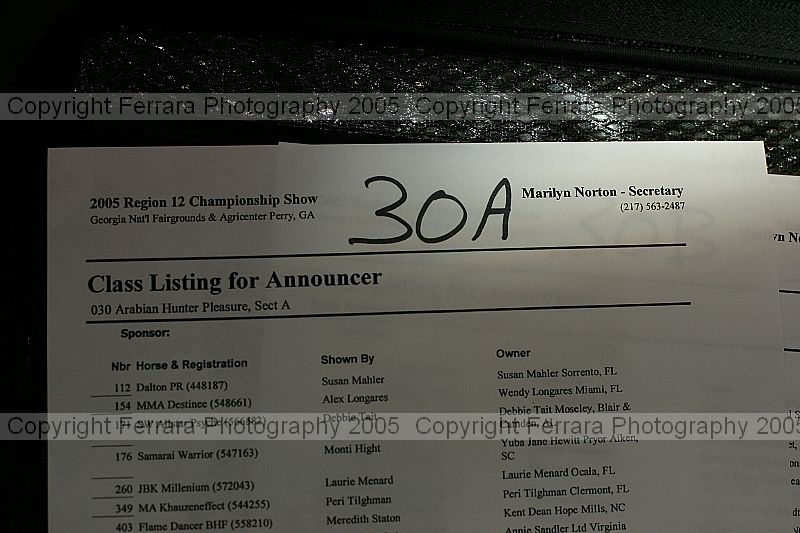 Copyright Ferrara Photography 2005 Copyright Ferrara Photography 2005
2005 Region 12 Championship Show
Georgia Nat'l Fairgrounds & Agricenter Perry, GA
30A
Marilyn Norton - Secretary
(217) 563-2487
Class Listing for Announcer
030 Arabian Hunter Pleasure, Sect A
Sponsor:
Nbr Horse & Registration Shown By Owner
112 Dalton PR (448187) Susan Mahler Susan Mahler Sorrento, FL
154 MMA Destinee (548661) Alex Longares Wendy Longares Miami, FL
Debbie Tait Debbie Tait Moseley, Blair &
Camden, AL
Copyright Ferrara Photography 2005 Copyright Ferrara Photography 2005
176 Samarai Warrior (547163) Monti Hight Yuba Jane Hewitt Pryor Aiken,
SC
260 JBK Millenium (572043) Laurie Menard Laurie Menard Ocala, FL
349 MA Khauzeneffect (544255) Peri Tilghman Peri Tilghman Clermont, FL
403 Flame Dancer BHF (558210) Meredith Staton Kent Dean Hope Mills, NC
Annie Sandler Ltd Virginia